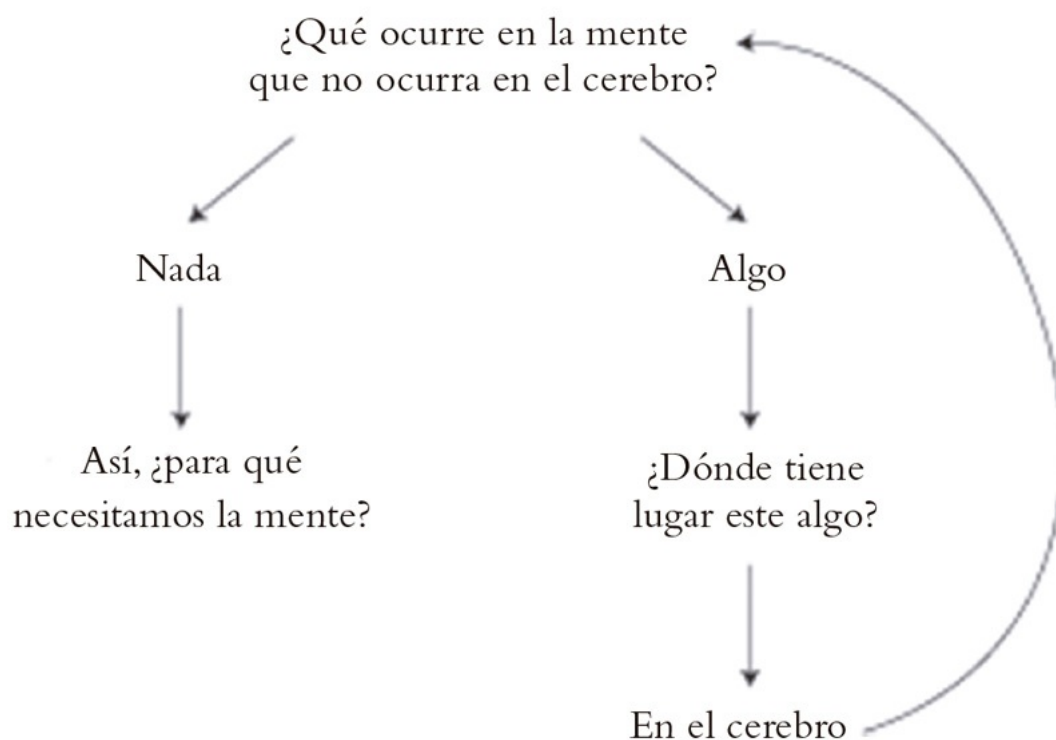 ¿Qué ocurre en la mente
que no ocurra en el cerebro?
Nada
Algo
Así, ¿para qué
necesitamos la mente?
¿Dónde tiene
lugar este algo?
En el cerebro